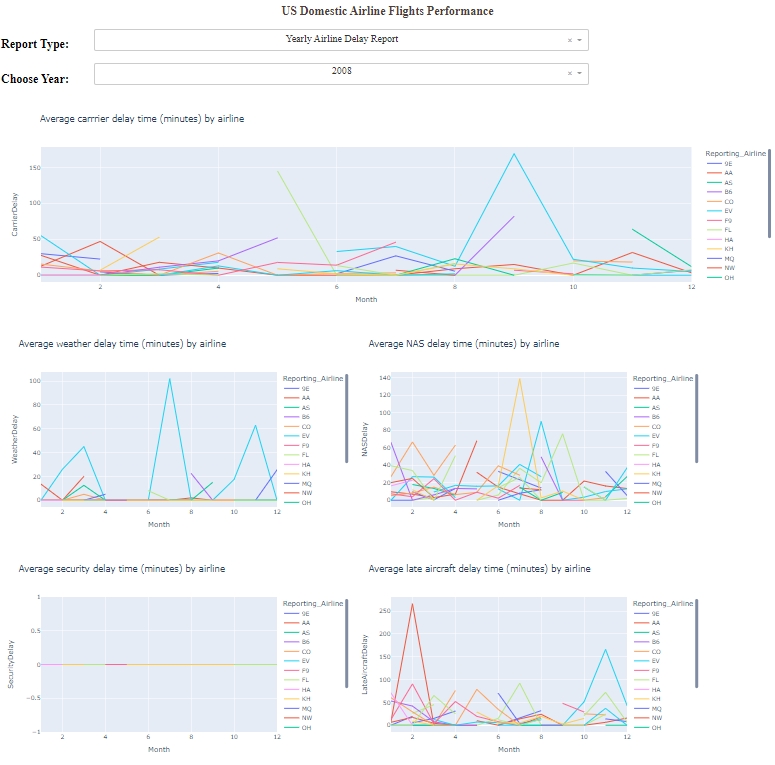 US Domestic Airline Flights Performance
Report Type:
Yearly Airline Delay Report
×
Choose Year:
2008
×
Average carrrier delay time (minutes) by airline
CarrierDelay
150
100
50
0
2
4
6
8
10
12
Month
Reporting_Airline
9E
AA
AS
B6
CO
EV
F9
FL
HA
KH
MQ
NW
OH
Average weather delay time (minutes) by airline
WeatherDelay
100
80
60
40
20
0
2
4
6
8
10
12
Month
Reporting_Airline
9E
AA
AS
B6
CO
EV
F9
FL
HA
KH
MQ
NW
OH
Average NAS delay time (minutes) by airline
NASDelay
140
120
100
80
60
40
20
0
2
4
6
8
10
12
Month
Reporting_Airline
9E
AA
AS
B6
CO
EV
F9
FL
HA
KH
MQ
NW
OH
Average security delay time (minutes) by airline
SecurityDelay
1
0.5
0
−0.5
−1
2
4
6
8
10
12
Month
Reporting_Airline
9E
AA
AS
B6
CO
EV
F9
FL
HA
KH
MQ
NW
OH
Average late aircraft delay time (minutes) by airline
LateAircraftDelay
250
200
150
100
50
0
2
4
6
8
10
12
Month
Reporting_Airline
9E
AA
AS
B6
CO
EV
F9
FL
HA
KH
MQ
NW
OH